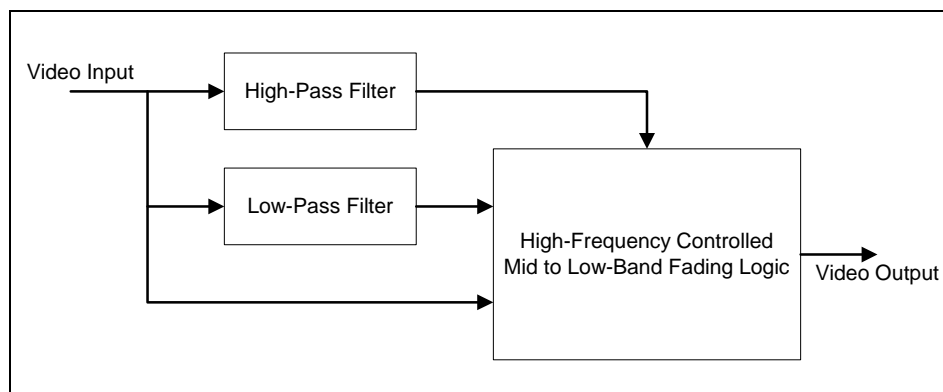 Video Input
High-Pass Filter
Low-Pass Filter
High-Frequency Controlled
Mid to Low-Band Fading Logic
Video Output